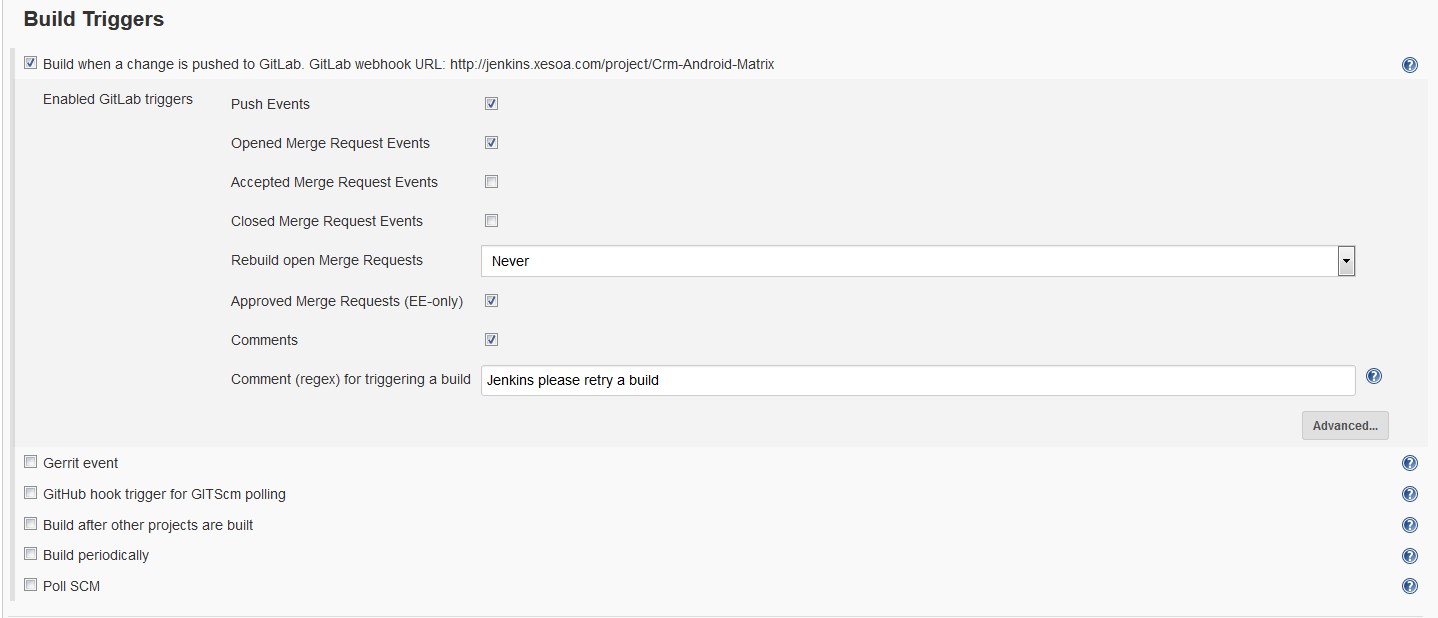 Build Triggers
Build when a change is pushed to GitLab. GitLab webhook URL: http://jenkins.xesoa.com/project/Crm-Android-Matrix
Enabled GitLab triggers
Push Events
Opened Merge Request Events
Accepted Merge Request Events
Closed Merge Request Events
Rebuild open Merge Requests Never
Approved Merge Requests (EE-only)
Comments
Comment (regex) for triggering a build Jenkins please retry a build
Advanced...
Gerrit event
GitHub hook trigger for GITScm polling
Build after other projects are built
Build periodically
Poll SCM